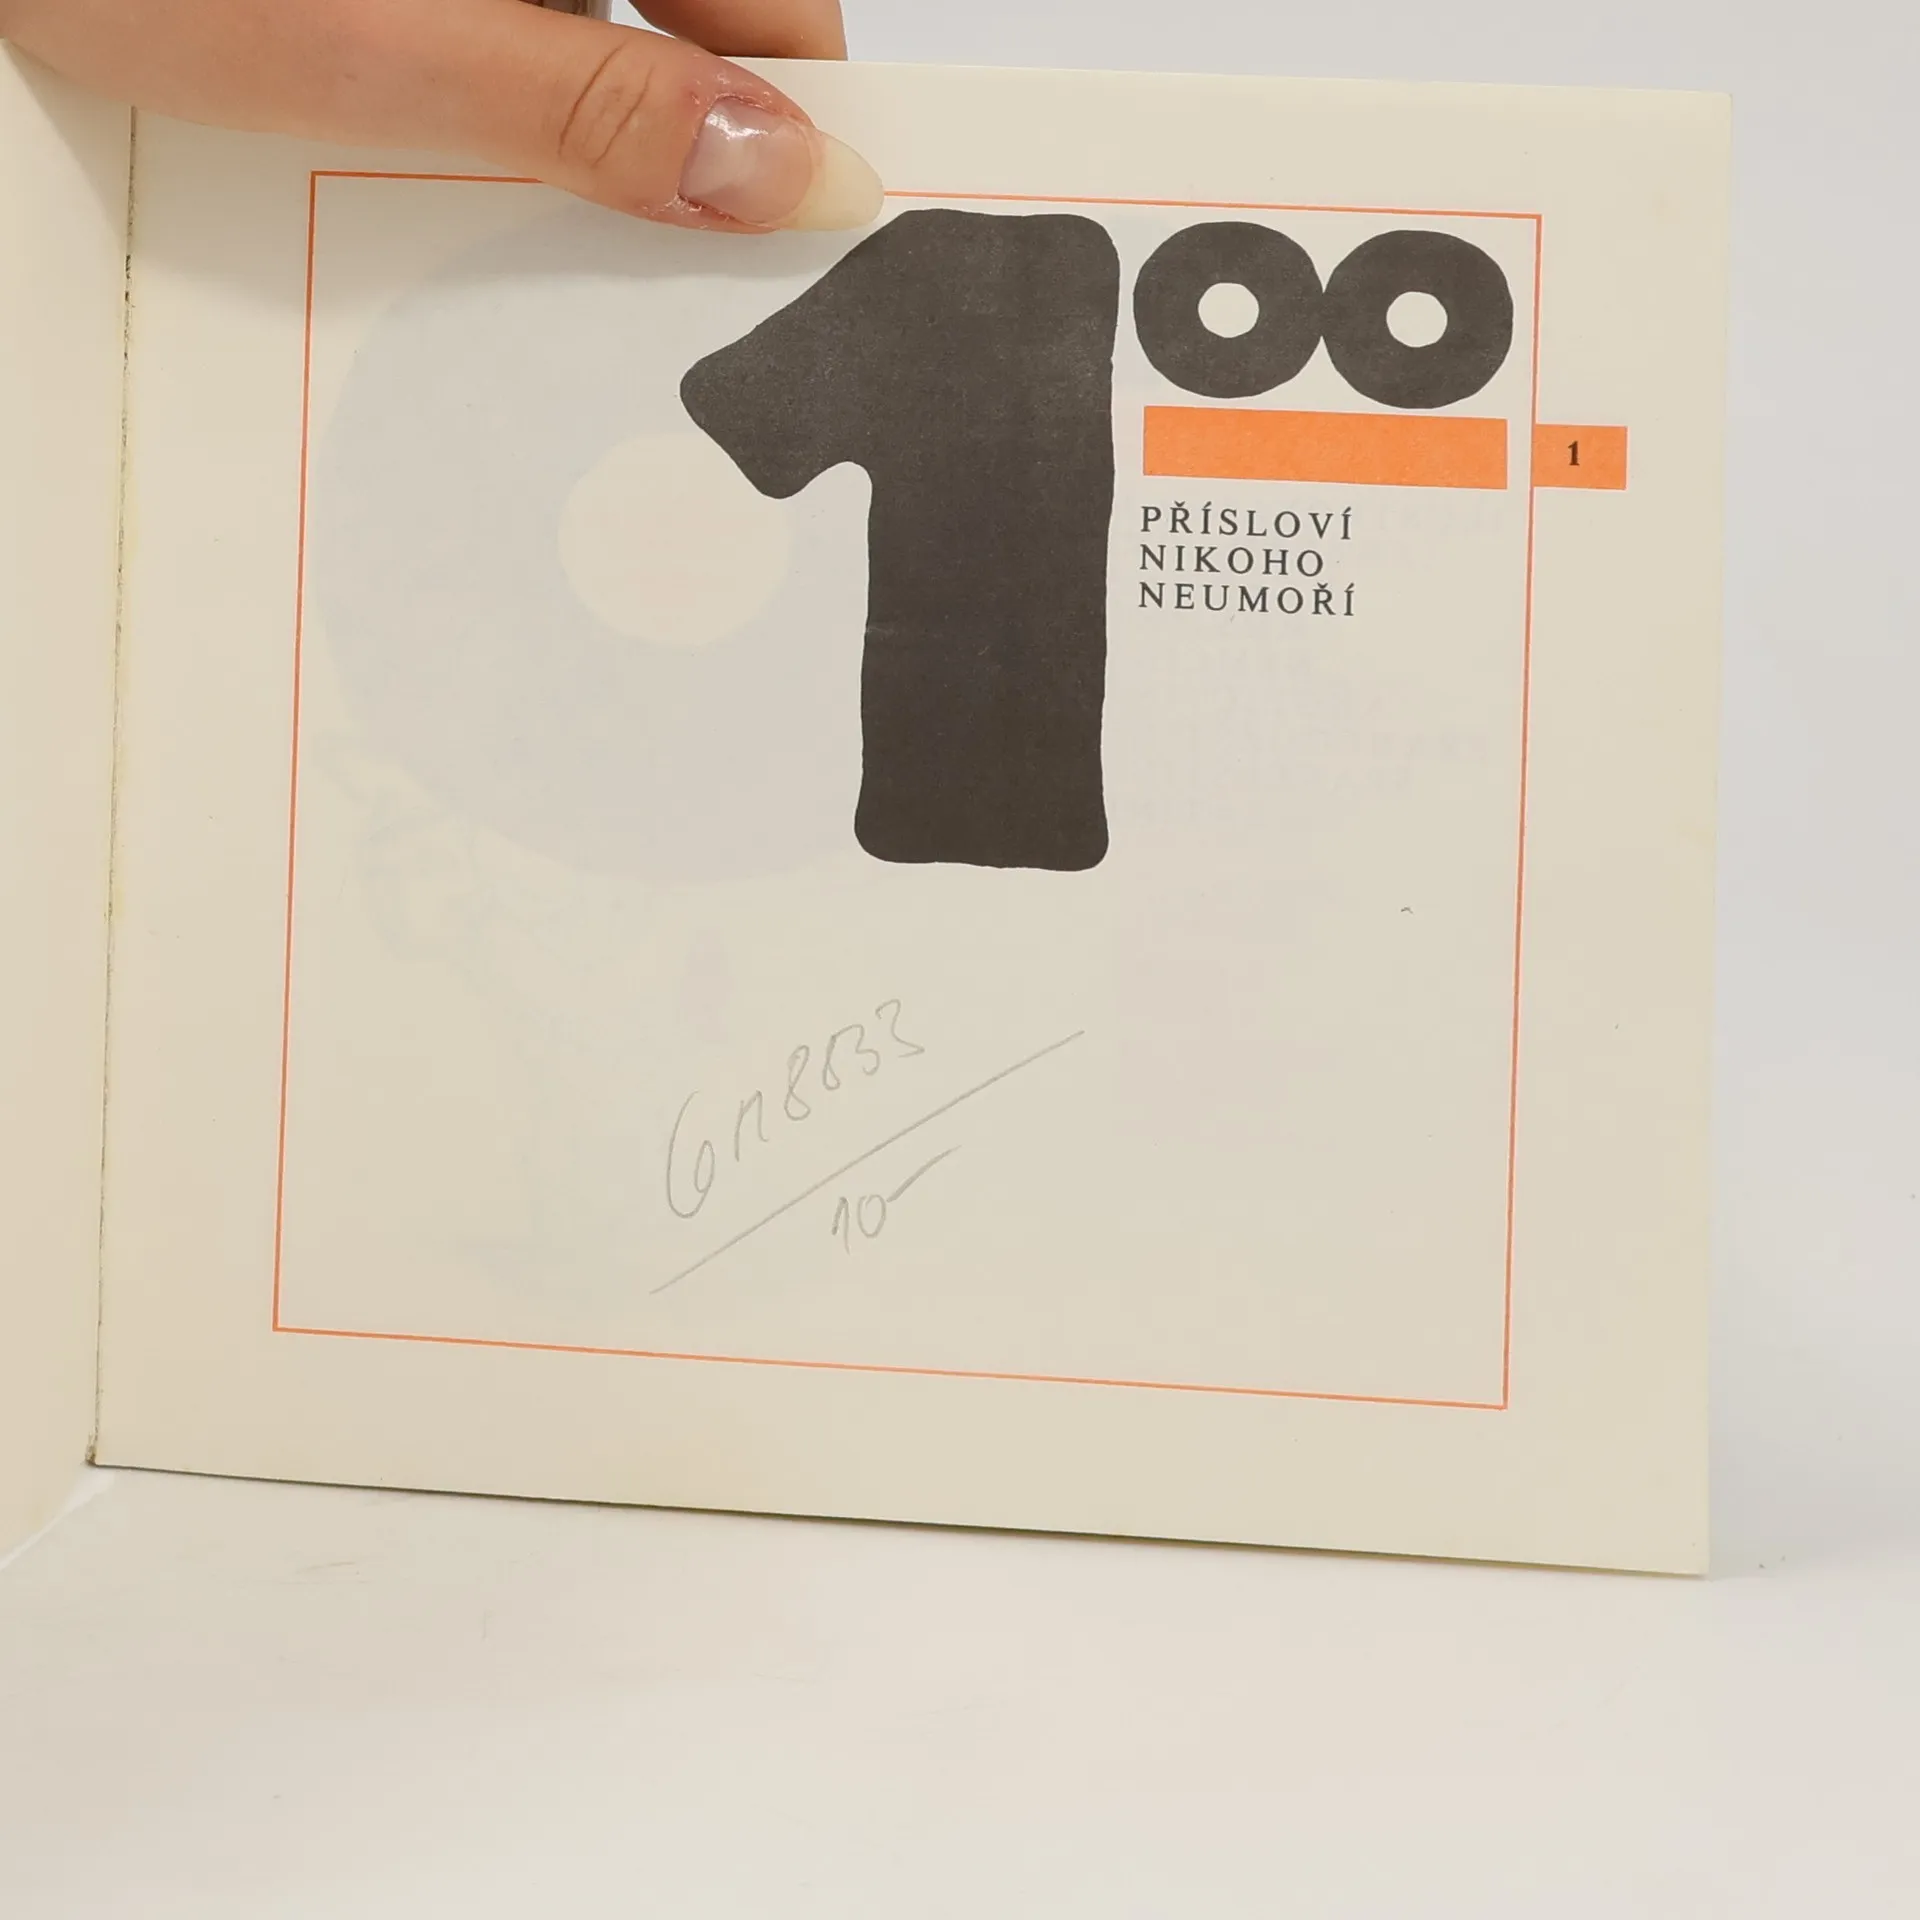 100
1
PŘÍSLOVÍ
NIKOHO
NEUMOŘÍ
10-